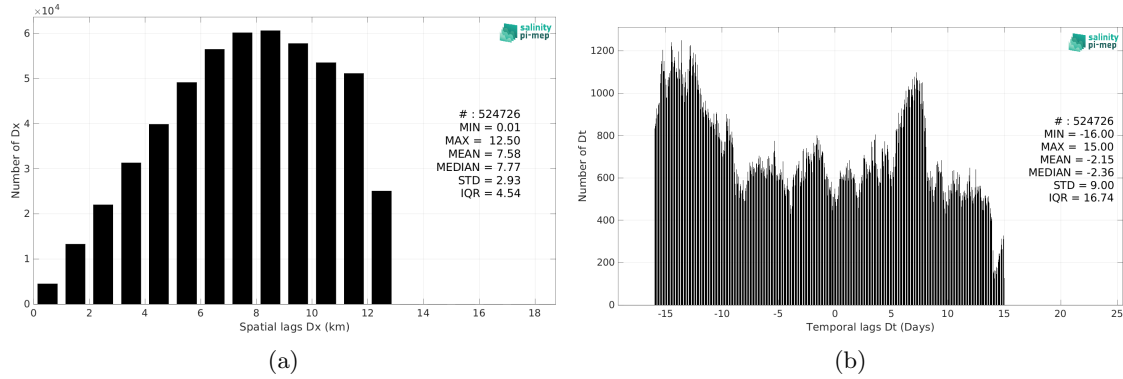 ×10⁴
6
5
4
3
2
1
0
Number of Dx
salinity
pi-mep
# : 524726
MIN = 0.01
MAX = 12.50
MEAN = 7.58
MEDIAN = 7.77
STD = 2.93
IQR = 4.54
0 2 4 6 8 10 12 14 16 18
Spatial lags Dx (km)
(a)
1200
1000
800
600
400
200
0
Number of Dt
salinity
pi-mep
# : 524726
MIN = -16.00
MAX = 15.00
MEAN = -2.15
MEDIAN = -2.36
STD = 9.00
IQR = 16.74
-15 -10 -5 0 5 10 15 20 25
Temporal lags Dt (Days)
(b)